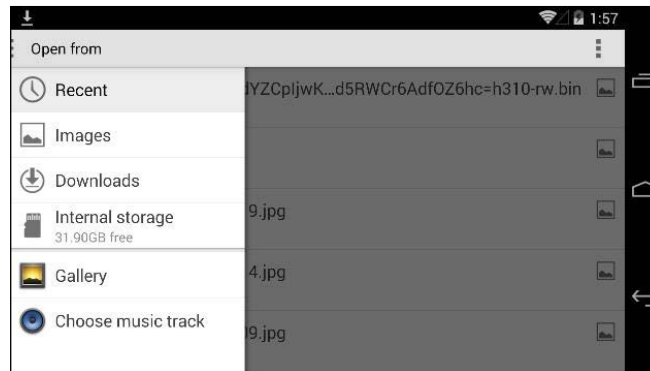 1:57
Open from
Recent
Images
Downloads
Internal storage
31.90GB free
Gallery
Choose music track
YZCpIjwK...d5RWCr6AdfOZ6hc=h310-rw.bin
9.jpg
4.jpg
9.jpg